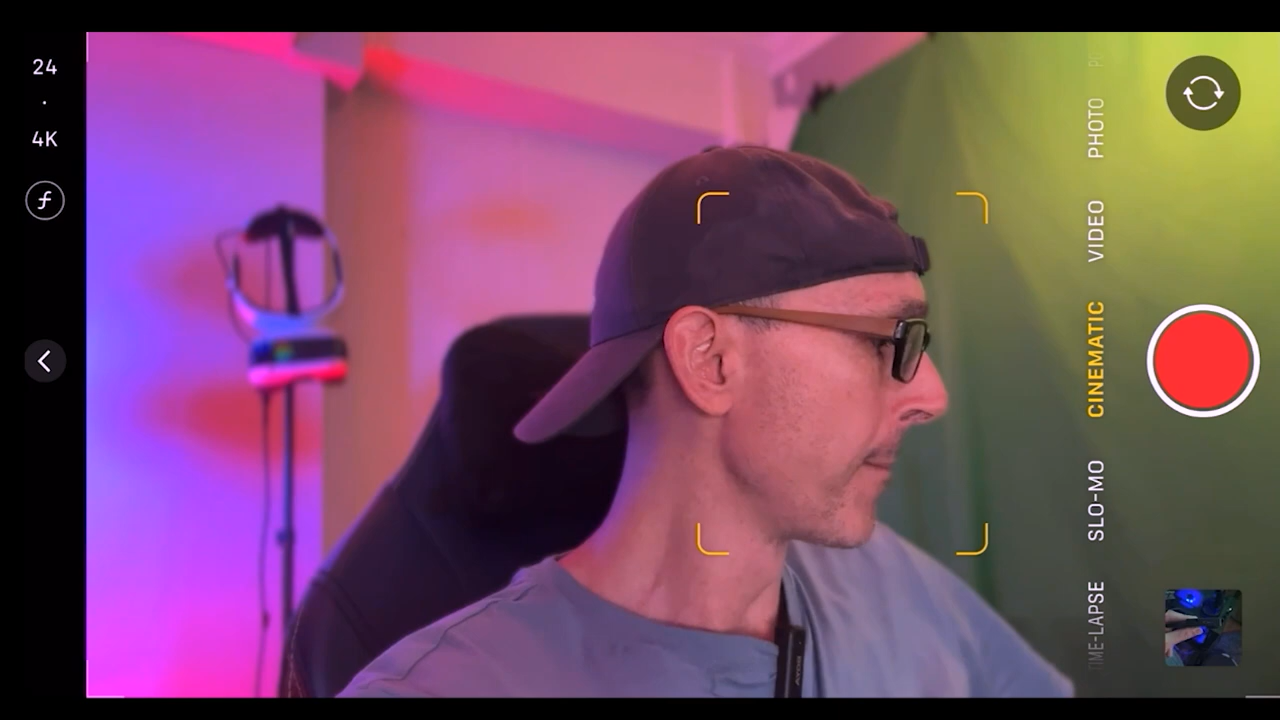 24
·
4K
f
PHOTO
VIDEO
CINEMATIC
SLO-MO
TIME-LAPSE